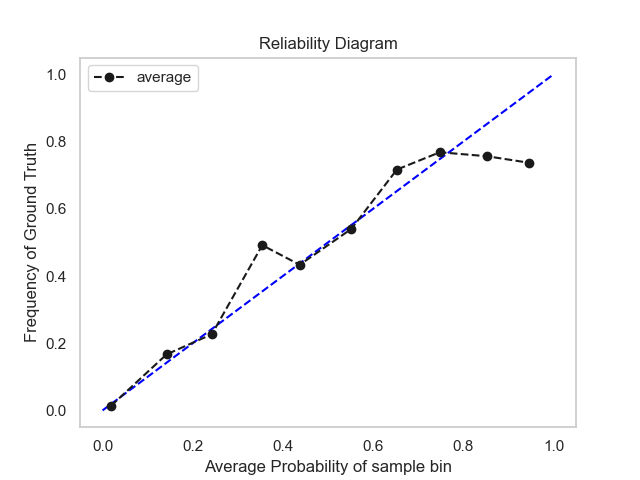 Reliability Diagram
average
Frequency of Ground Truth
1.0
0.8
0.6
0.4
0.2
0.0
0.0 0.2 0.4 0.6 0.8 1.0
Average Probability of sample bin